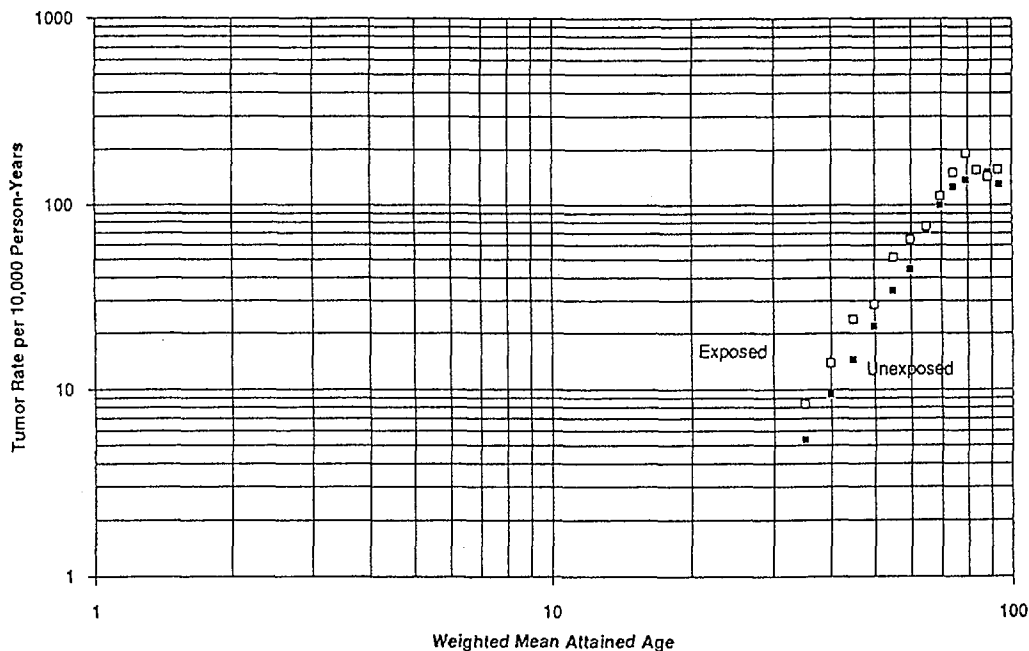 1000
100
10
1
Tumor Rate per 10,000 Person-Years
Exposed
Unexposed
1
10
100
Weighted Mean Attained Age